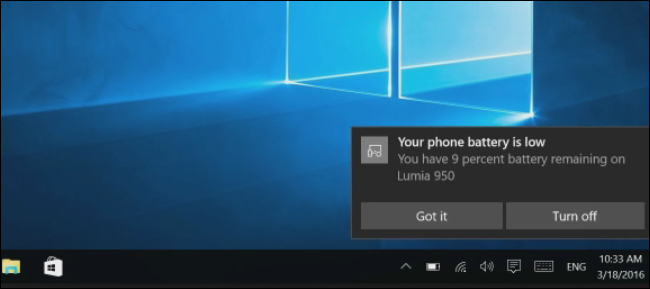 Your phone battery is low
You have 9 percent battery remaining on
Lumia 950
Got it
Turn off
ENG
10:33 AM
3/18/2016